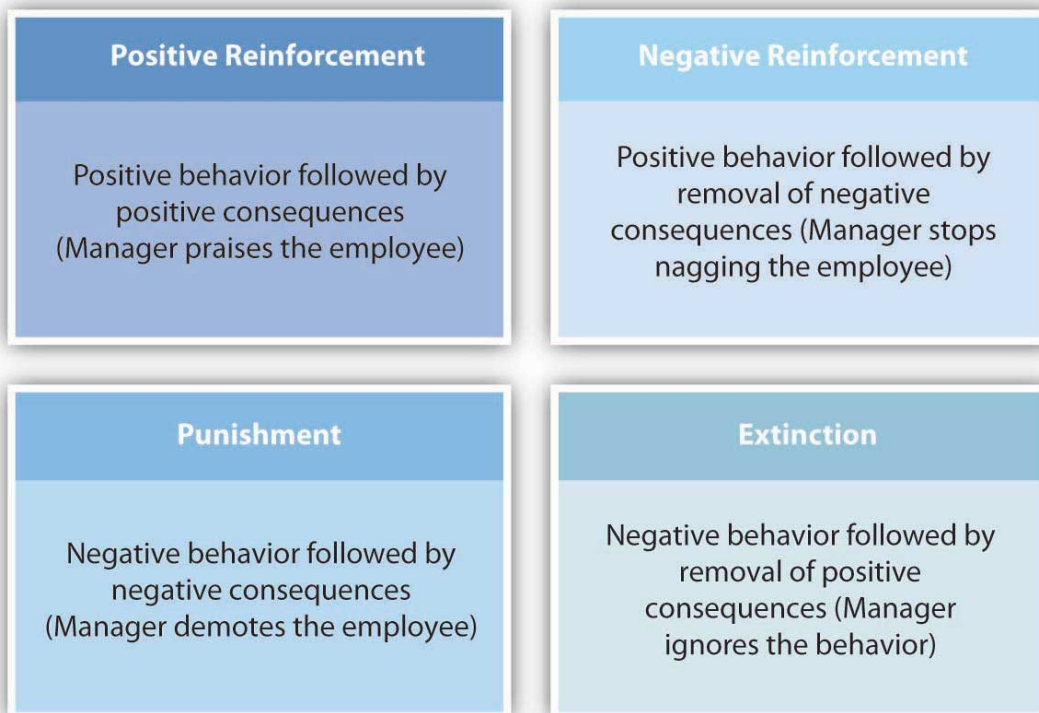 Positive Reinforcement
Positive behavior followed by
positive consequences
(Manager praises the employee)
Negative Reinforcement
Positive behavior followed by
removal of negative
consequences (Manager stops
nagging the employee)
Punishment
Negative behavior followed by
negative consequences
(Manager demotes the employee)
Extinction
Negative behavior followed by
removal of positive
consequences (Manager
ignores the behavior)